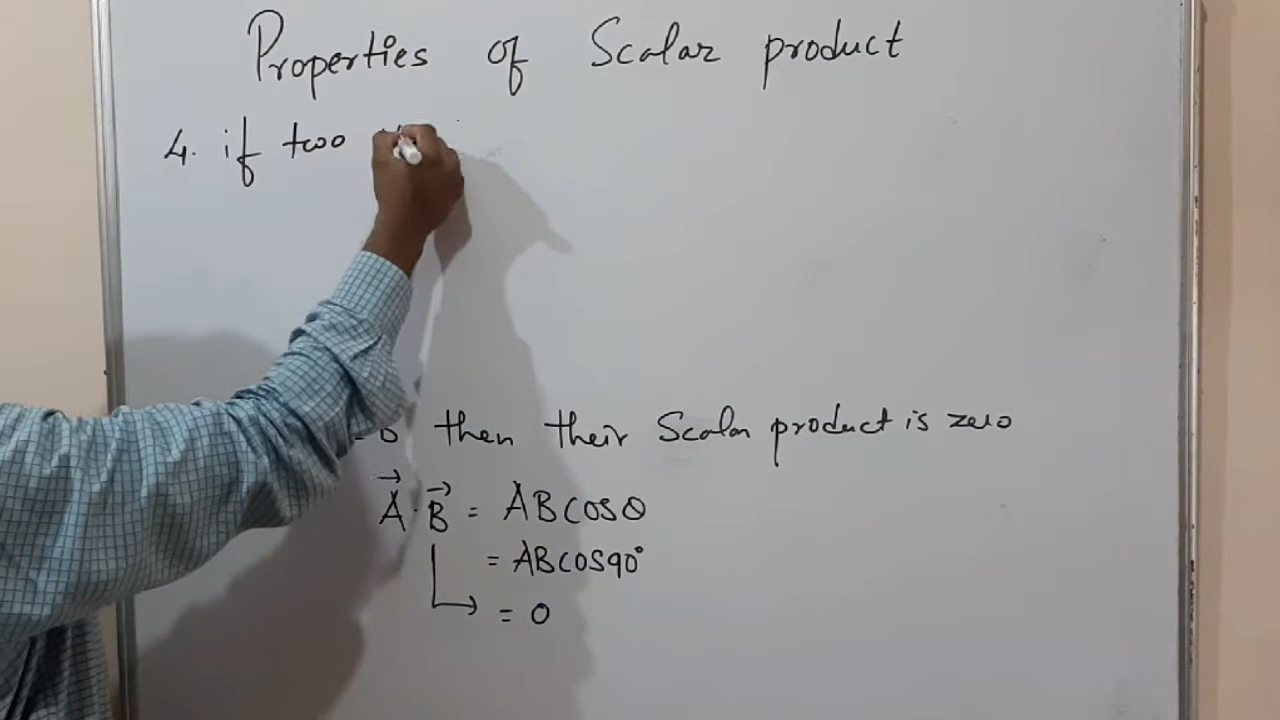 Properties of Scalar product
4. if two
then their Scalar product is zero
A⃗ · B⃗ = ABCOSθ
= ABCOS90°
= 0